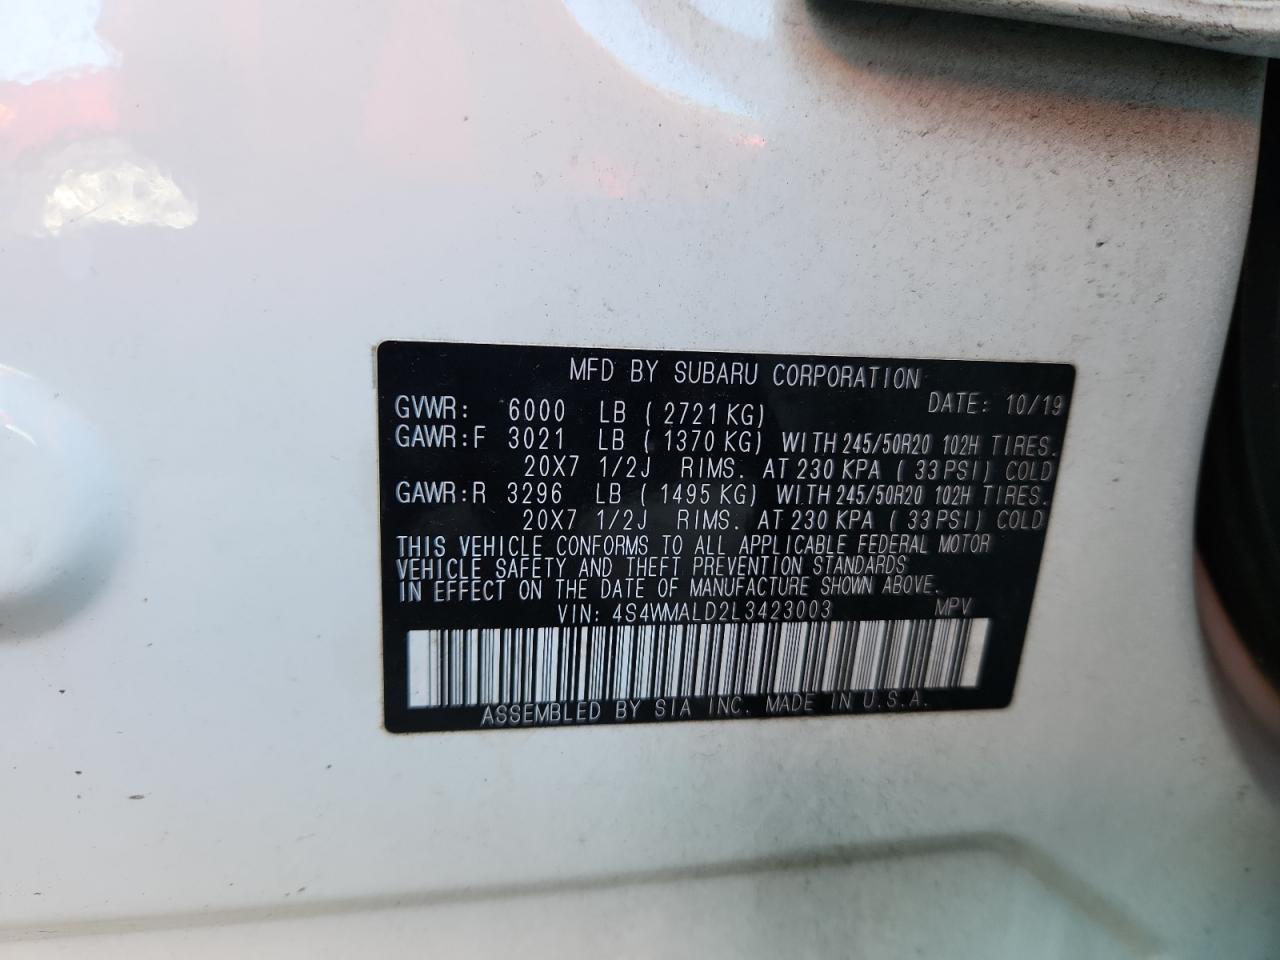 MFD BY SUBARU CORPORATION
DATE: 10/19
GVWR: 6000 LB ( 2721 KG)
GAWR:F 3021 LB ( 1370 KG) WITH 245/50R20 102H TIRES.
20X7 1/2J RIMS. AT 230 KPA ( 33 PSI) COLD
GAWR:R 3296 LB ( 1495 KG) WITH 245/50R20 102H TIRES.
20X7 1/2J RIMS. AT 230 KPA ( 33 PSI) COLD
THIS VEHICLE CONFORMS TO ALL APPLICABLE FEDERAL MOTOR
VEHICLE SAFETY AND THEFT PREVENTION STANDARDS
IN EFFECT ON THE DATE OF MANUFACTURE SHOWN ABOVE.
VIN: 4S4WMALD2L3423003 MPV
ASSEMBLED BY SIA INC. MADE IN U.S.A.